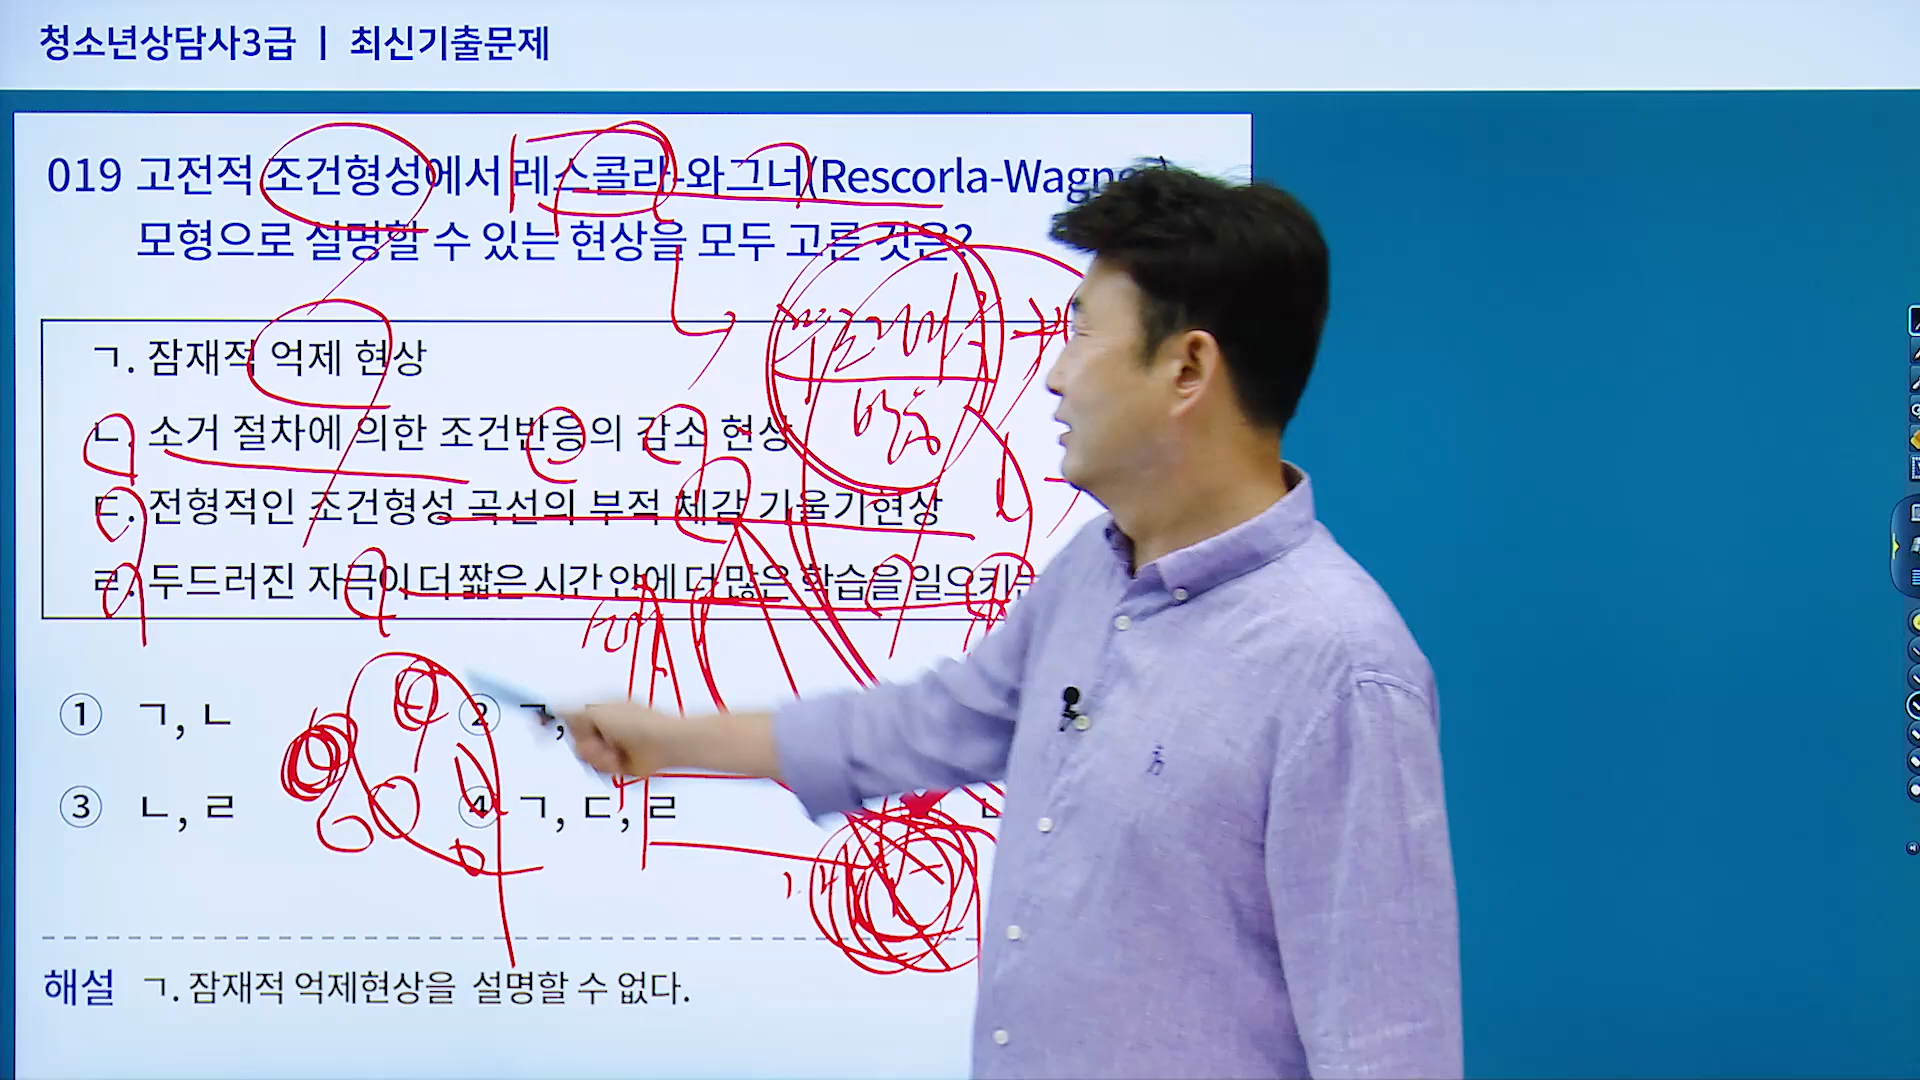 청소년상담사3급 | 최신기출문제
019 고전적 조건형성에서 레스콜라-와그너(Rescorla-Wagner)
모형으로 설명할 수 있는 현상을 모두 고른 것은?
ㄱ. 잠재적 억제 현상
ㄴ. 소거 절차에 의한 조건반응의 감소 현상
ㄷ. 전형적인 조건형성 곡선의 부적 체감 기울기현상
ㄹ. 두드러진 자극이 더 짧은 시간 안에 더 많은 학습을 일으키는
① ㄱ, ㄴ
② ㄱ,
③ ㄴ, ㄹ
④ ㄱ, ㄷ, ㄹ
해설 ㄱ. 잠재적 억제현상을 설명할 수 없다.